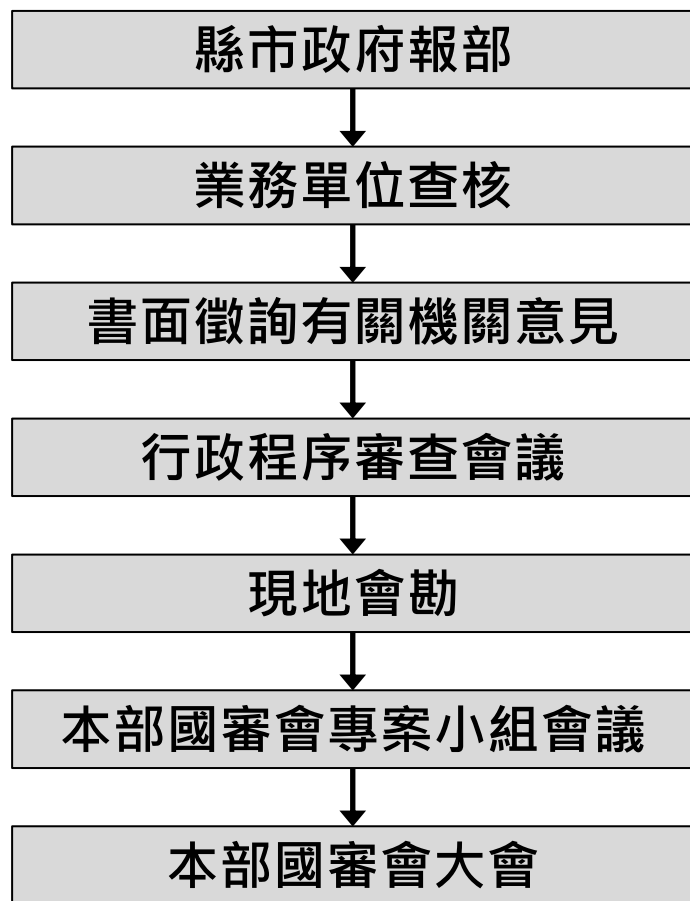 縣市政府報部
業務單位查核
書面徵詢有關機關意見
行政程序審查會議
現地會勘
本部國審會專案小組會議
本部國審會大會